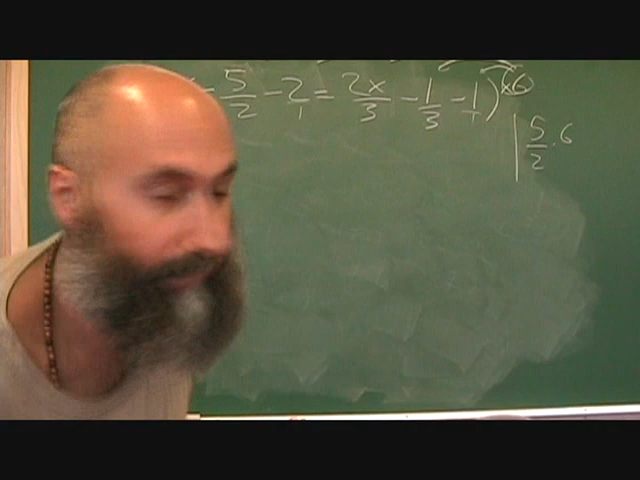 - 5/2 - 2/1 = 2x/3 - 1/3 - 1/1) (x6)
5/2 · 6